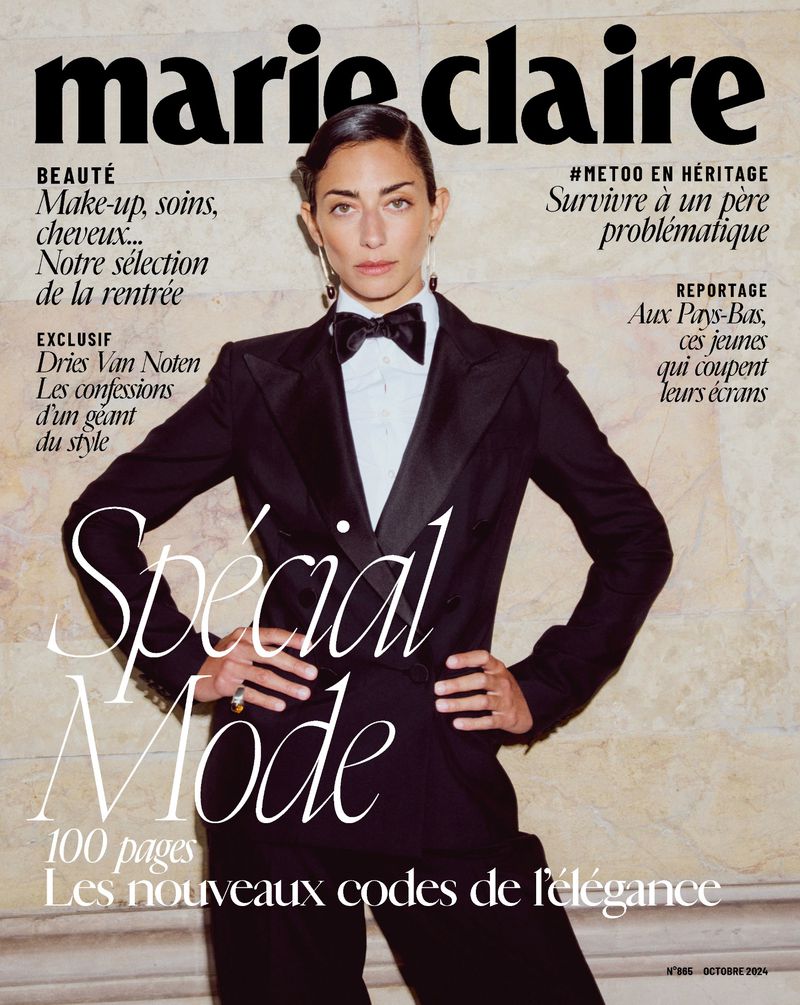 marie claire
BEAUTÉ
Make-up, soins,
cheveux...
Notre sélection
de la rentrée
EXCLUSIF
Dries Van Noten
Les confessions
d'un géant
du style
#METOO EN HÉRITAGE
Survivre à un père
problématique
REPORTAGE
Aux Pays-Bas,
ces jeunes
qui coupent
leurs écrans
Spécial
Mode
100 pages
Les nouveaux codes de l'élégance
N°865 OCTOBRE 2024